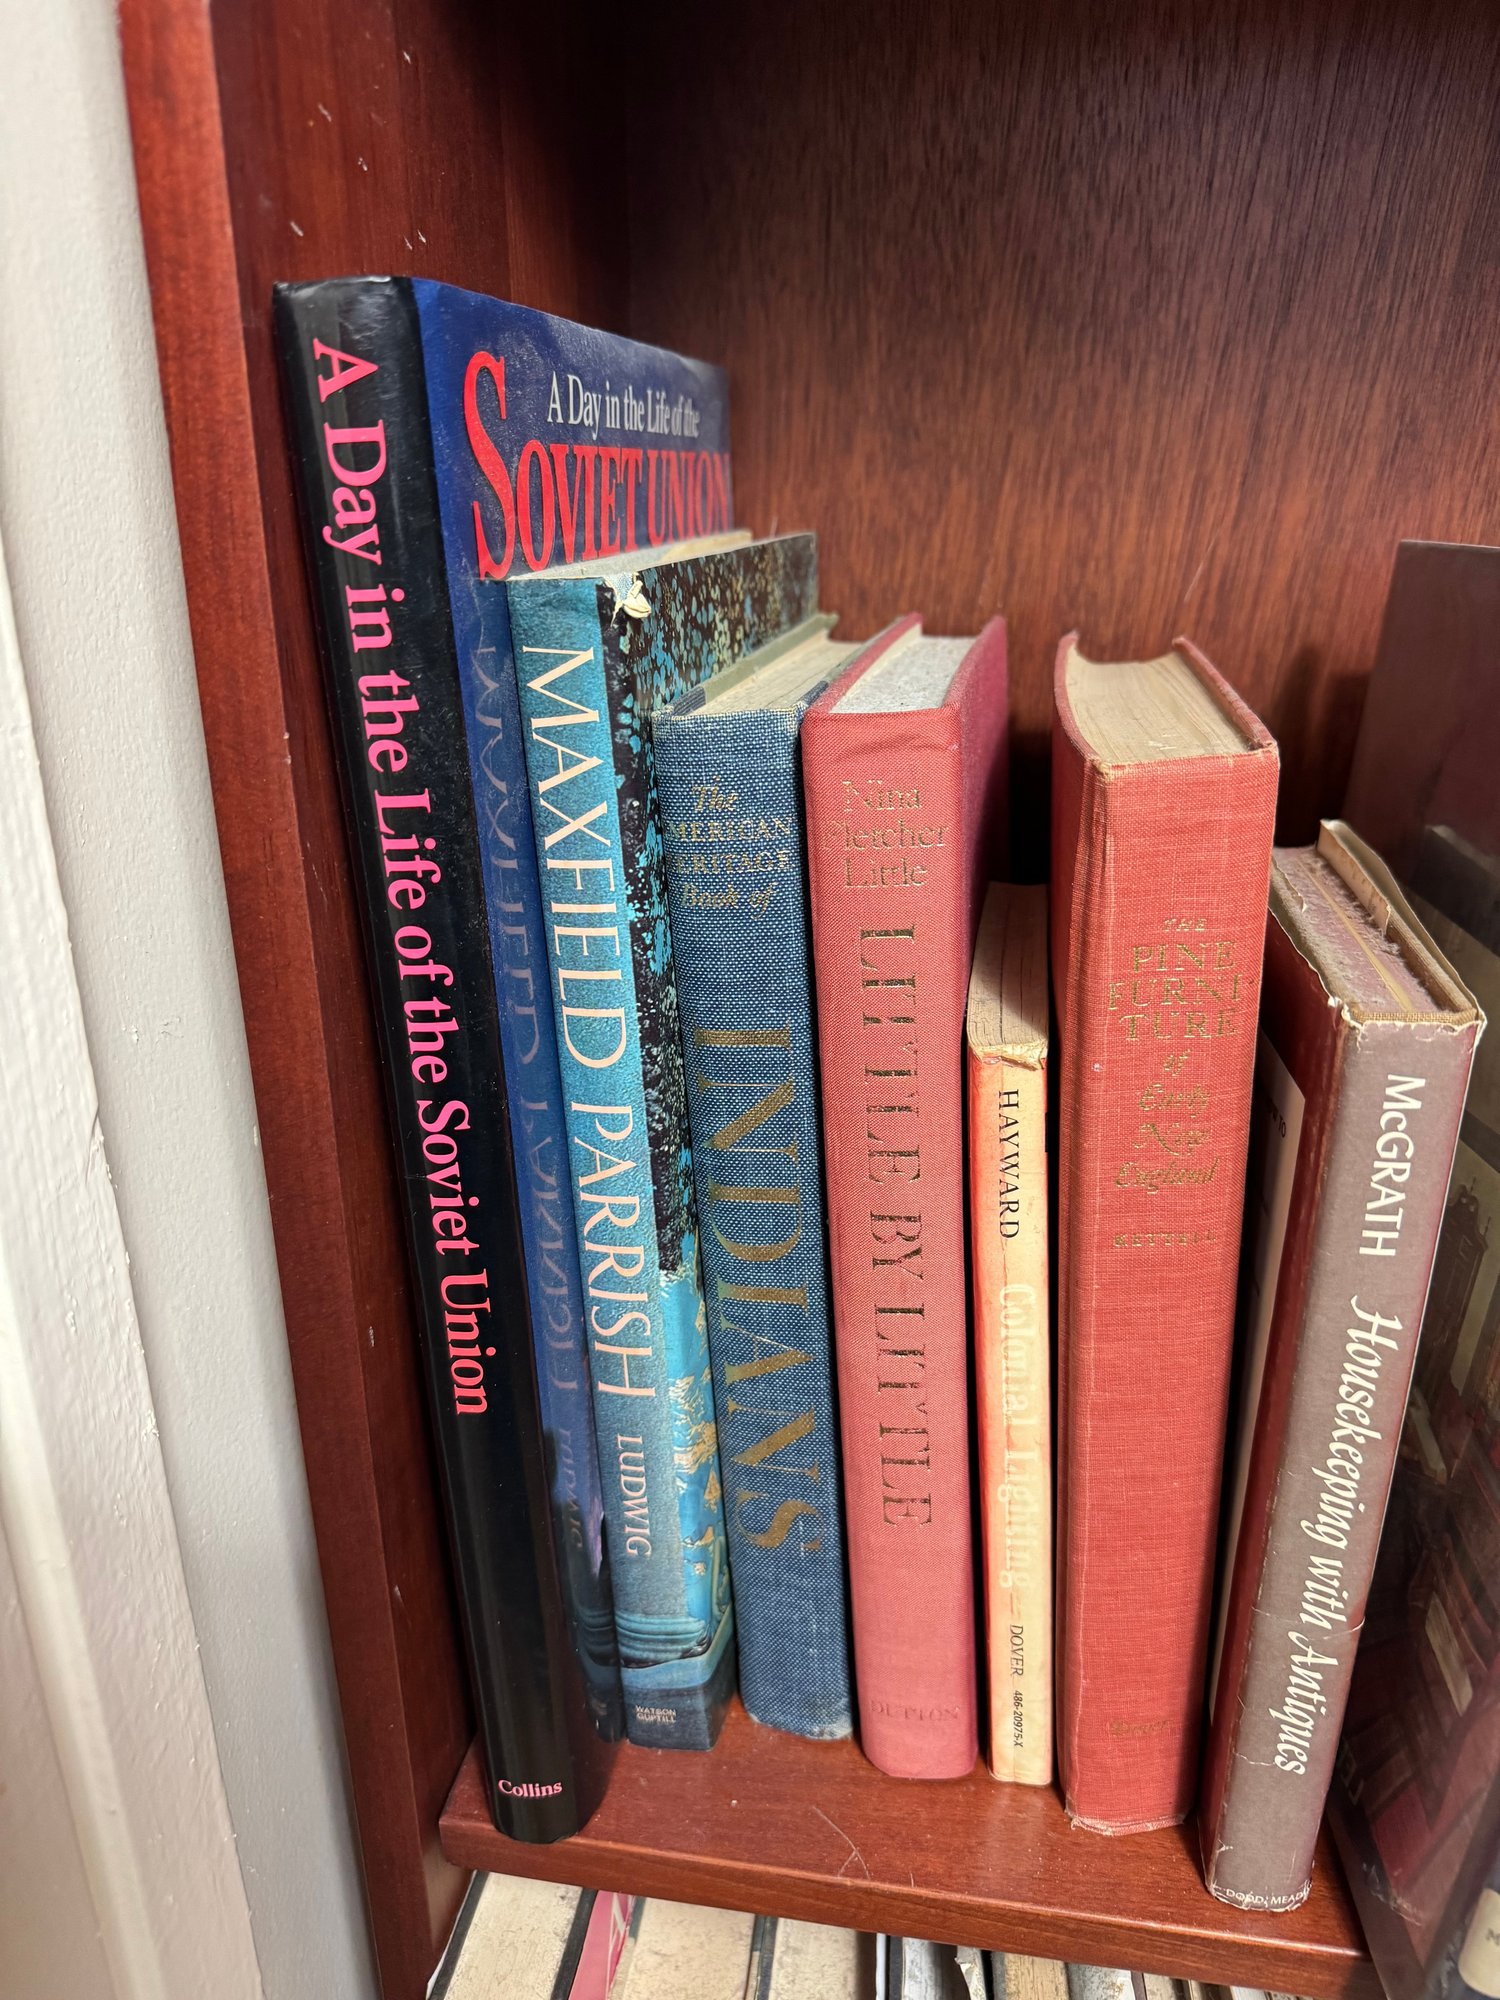 A Day in the Life of the Soviet Union
Collins
A Day in the Life of the
SOVIET UNION
MAXFIELD PARRISH LUDWIG
WATSON
GUPTILL
The
AMERICAN
HERITAGE
Book of
INDIANS
Nina
Fletcher
Little
LITTLE BY LITTLE
DUTTON
HAYWARD Colonial Lighting DOVER 486-20975-X
THE
PINE
FURNI-
TURE
of
Early
New
England
KETTELL
McGRATH Housekeeping with Antiques
DODD, MEAD